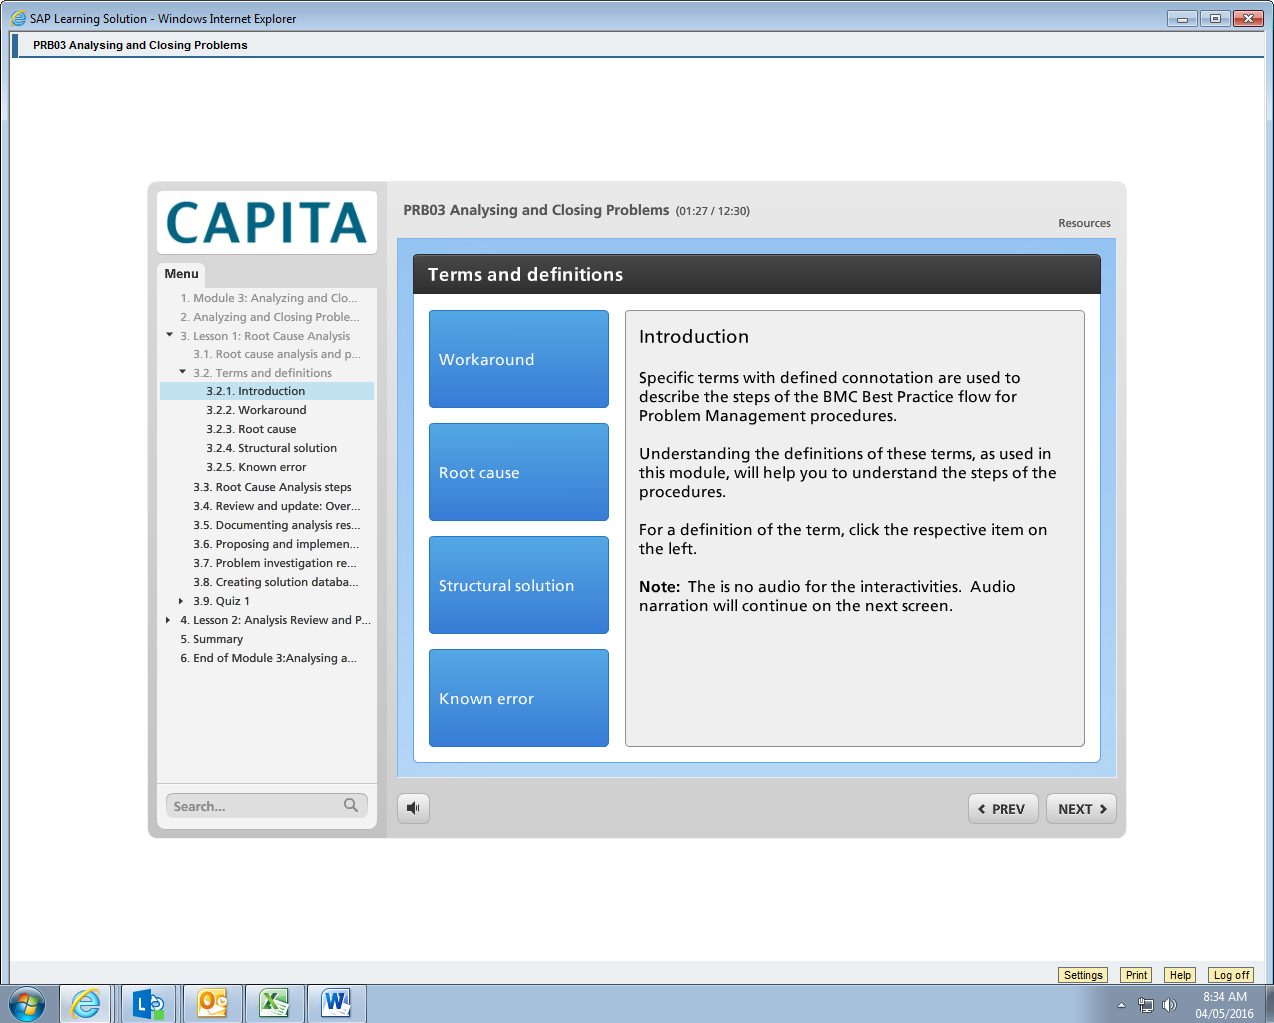 SAP Learning Solution - Windows Internet Explorer
PRB03 Analysing and Closing Problems
CAPITA
Menu
1. Module 3: Analyzing and Clo...
2. Analyzing and Closing Proble...
3. Lesson 1: Root Cause Analysis
3.1. Root cause analysis and p...
3.2. Terms and definitions
3.2.1. Introduction
3.2.2. Workaround
3.2.3. Root cause
3.2.4. Structural solution
3.2.5. Known error
3.3. Root Cause Analysis steps
3.4. Review and update: Over...
3.5. Documenting analysis res...
3.6. Proposing and implemen...
3.7. Problem investigation re...
3.8. Creating solution databa...
3.9. Quiz 1
4. Lesson 2: Analysis Review and P...
5. Summary
6. End of Module 3:Analysing a...
Search...
PRB03 Analysing and Closing Problems (01:27 / 12:30)
Resources
Terms and definitions
Workaround
Root cause
Structural solution
Known error
Introduction
Specific terms with defined connotation are used to
describe the steps of the BMC Best Practice flow for
Problem Management procedures.
Understanding the definitions of these terms, as used in
this module, will help you to understand the steps of the
procedures.
For a definition of the term, click the respective item on
the left.
Note: The is no audio for the interactivities. Audio
narration will continue on the next screen.
PREV
NEXT
Settings
Print
Help
Log off
8:34 AM
04/05/2016